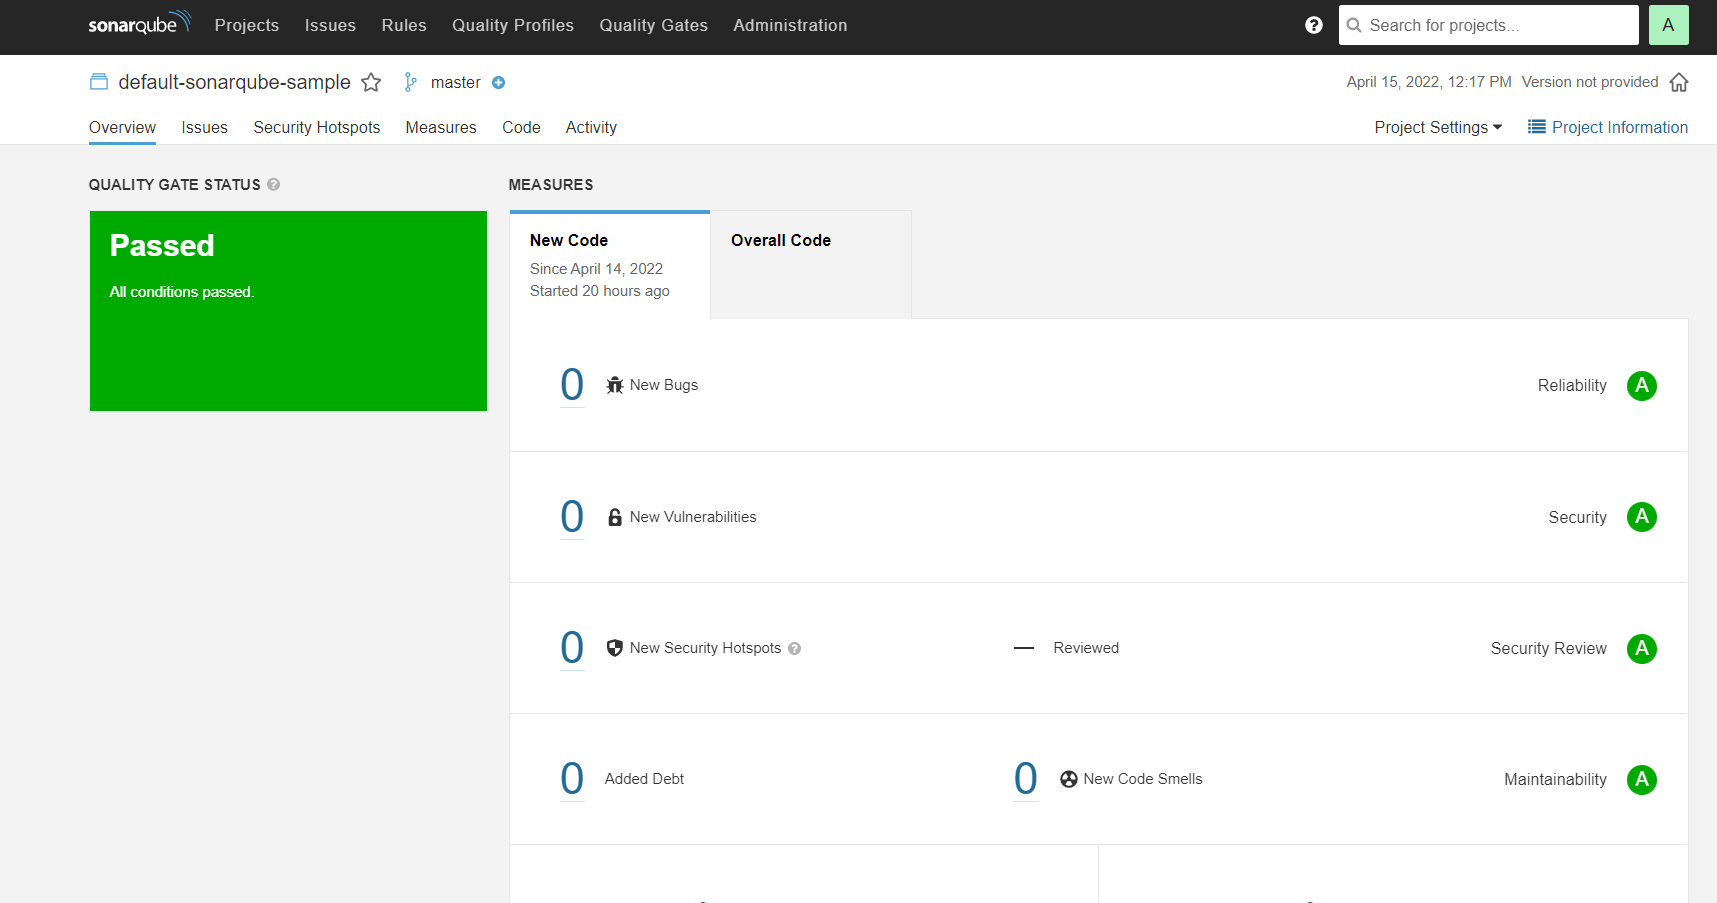 sonarqube Projects Issues Rules Quality Profiles Quality Gates Administration ? Search for projects... A
default-sonarqube-sample master April 15, 2022, 12:17 PM Version not provided
Overview Issues Security Hotspots Measures Code Activity Project Settings Project Information
QUALITY GATE STATUS ?
Passed
All conditions passed.
MEASURES
New Code
Since April 14, 2022
Started 20 hours ago
Overall Code
0 New Bugs Reliability A
0 New Vulnerabilities Security A
0 New Security Hotspots ? — Reviewed Security Review A
0 Added Debt 0 New Code Smells Maintainability A